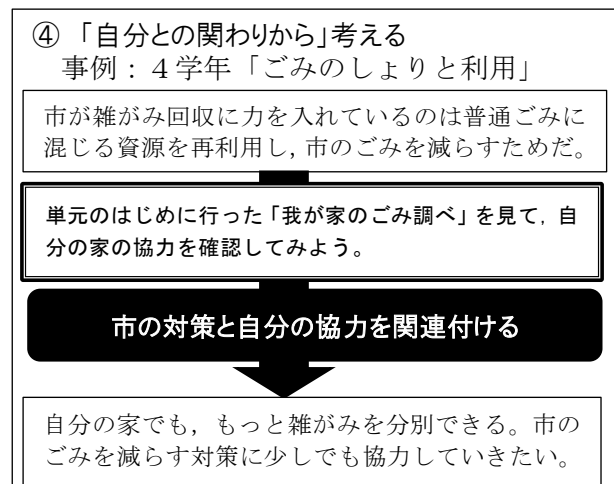 ④ 「自分との関わりから」考える
事例：４学年「ごみのしょりと利用」
市が雑がみ回収に力を入れているのは普通ごみに
混じる資源を再利用し，市のごみを減らすためだ。
単元のはじめに行った「我が家のごみ調べ」を見て，自
分の家の協力を確認してみよう。
市の対策と自分の協力を関連付ける
自分の家でも，もっと雑がみを分別できる。市の
ごみを減らす対策に少しでも協力していきたい。